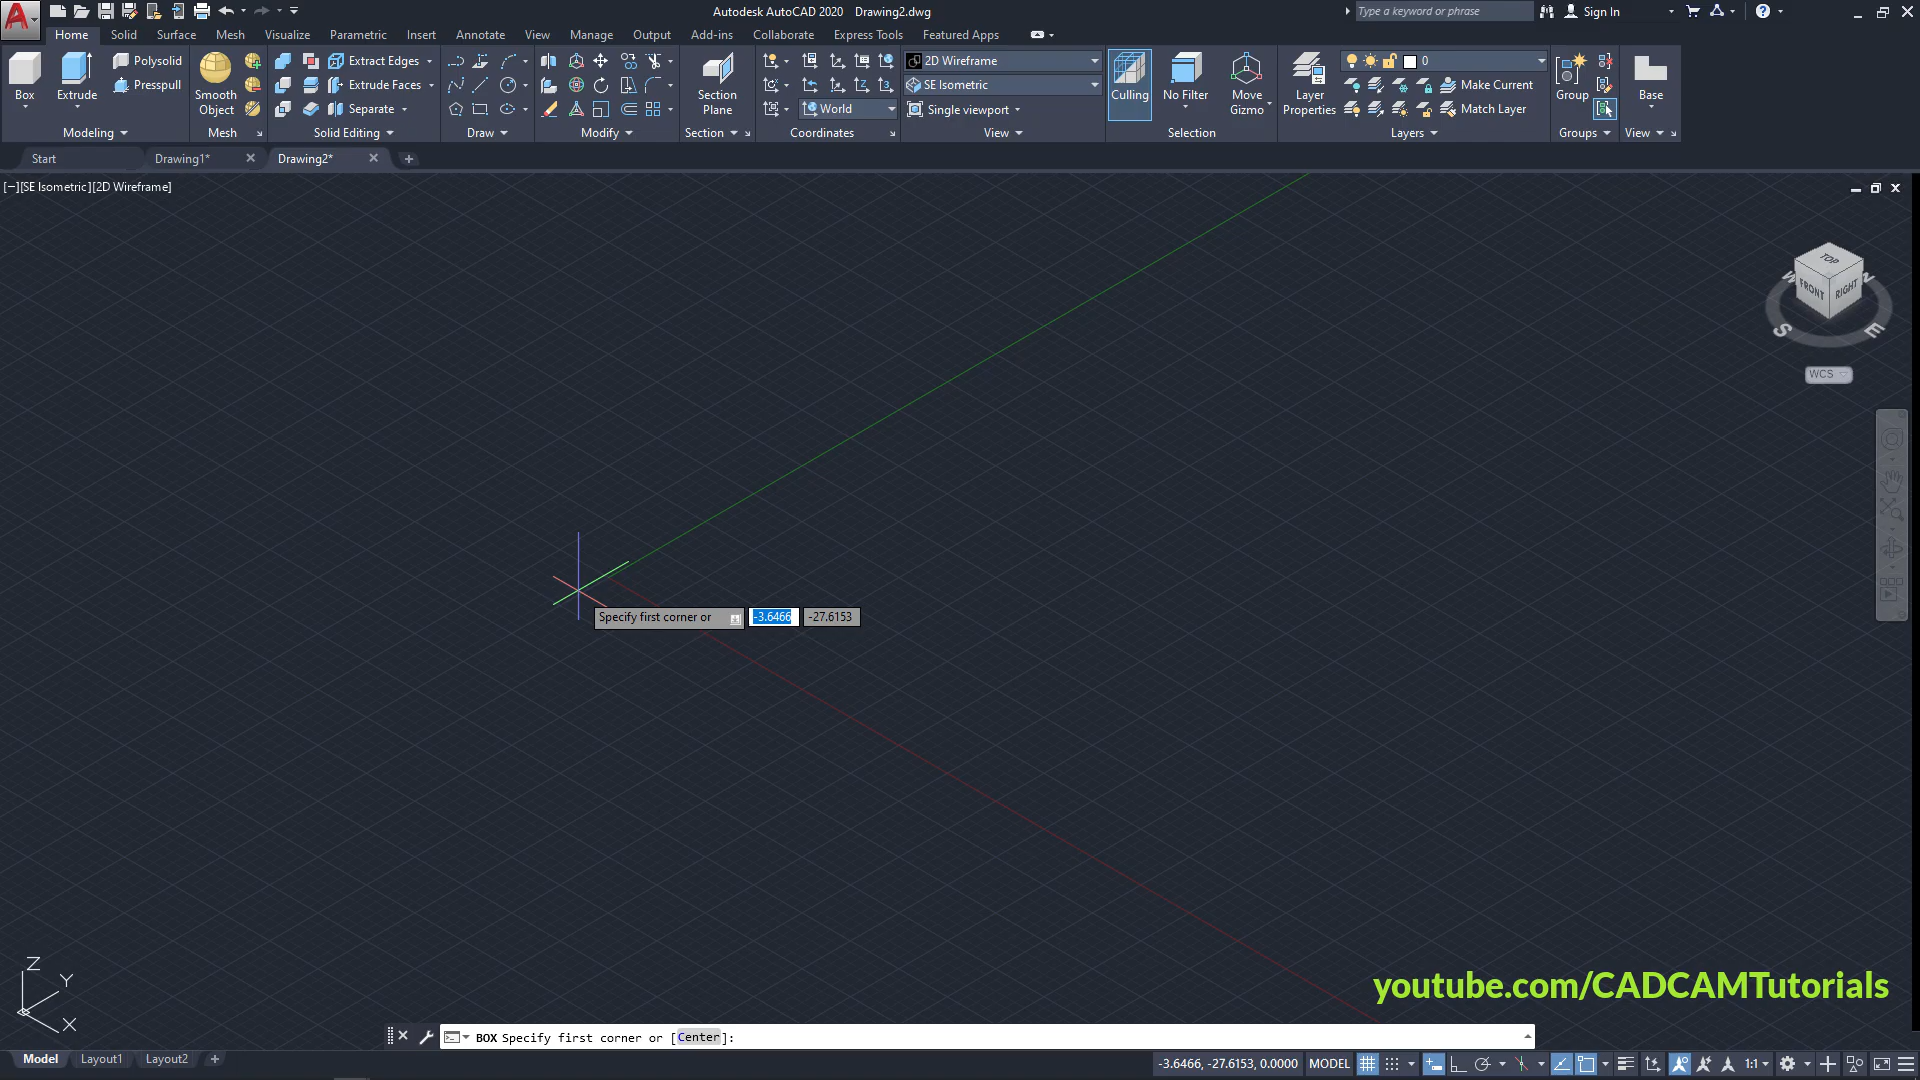 Autodesk AutoCAD 2020 Drawing2.dwg
Type a keyword or phrase
Sign In
Home Solid Surface Mesh Visualize Parametric Insert Annotate View Manage Output Add-ins Collaborate Express Tools Featured Apps
Box
Extrude
Polysolid
Presspull
Modeling
Smooth
Object
Mesh
Extract Edges
Extrude Faces
Separate
Solid Editing
Draw
Modify
Section
Plane
Section
World
Coordinates
2D Wireframe
SE Isometric
Single viewport
View
Culling
No Filter
Move
Gizmo
Selection
Layer
Properties
0
Make Current
Match Layer
Layers
Group
Groups
Base
View
Start Drawing1* Drawing2*
[−][SE Isometric][2D Wireframe]
TOP
FRONT
RIGHT
W
N
S
E
WCS
Specify first corner or -3.6466 -27.6153
Z
Y
X
youtube.com/CADCAMTutorials
BOX Specify first corner or [Center]:
Model Layout1 Layout2
-3.6466, -27.6153, 0.0000 MODEL 1:1